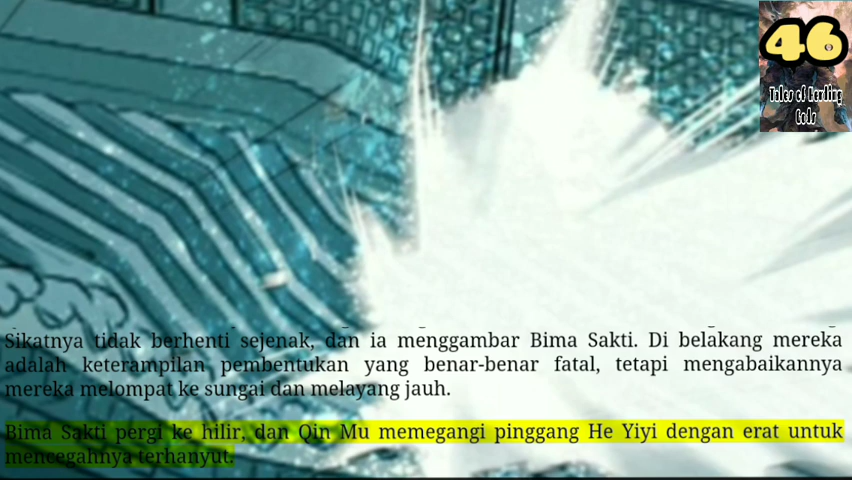 46
Tales of Herding
Gods
Sikatnya tidak berhenti sejenak, dan ia menggambar Bima Sakti. Di belakang mereka
adalah keterampilan pembentukan yang benar-benar fatal, tetapi mengabaikannya
mereka melompat ke sungai dan melayang jauh.
Bima Sakti pergi ke hilir, dan Qin Mu memegangi pinggang He Yiyi dengan erat untuk
mencegahnya terhanyut.